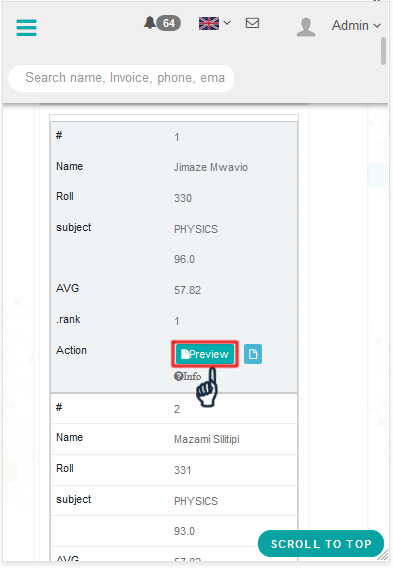 64
Admin
Search name, Invoice, phone, ema
# 1
Name Jimaze Mwavio
Roll 330
subject PHYSICS
96.0
AVG 57.82
.rank 1
Action Preview
Info
# 2
Name Mazami Silitipi
Roll 331
subject PHYSICS
93.0
SCROLL TO TOP
AVG 57.82